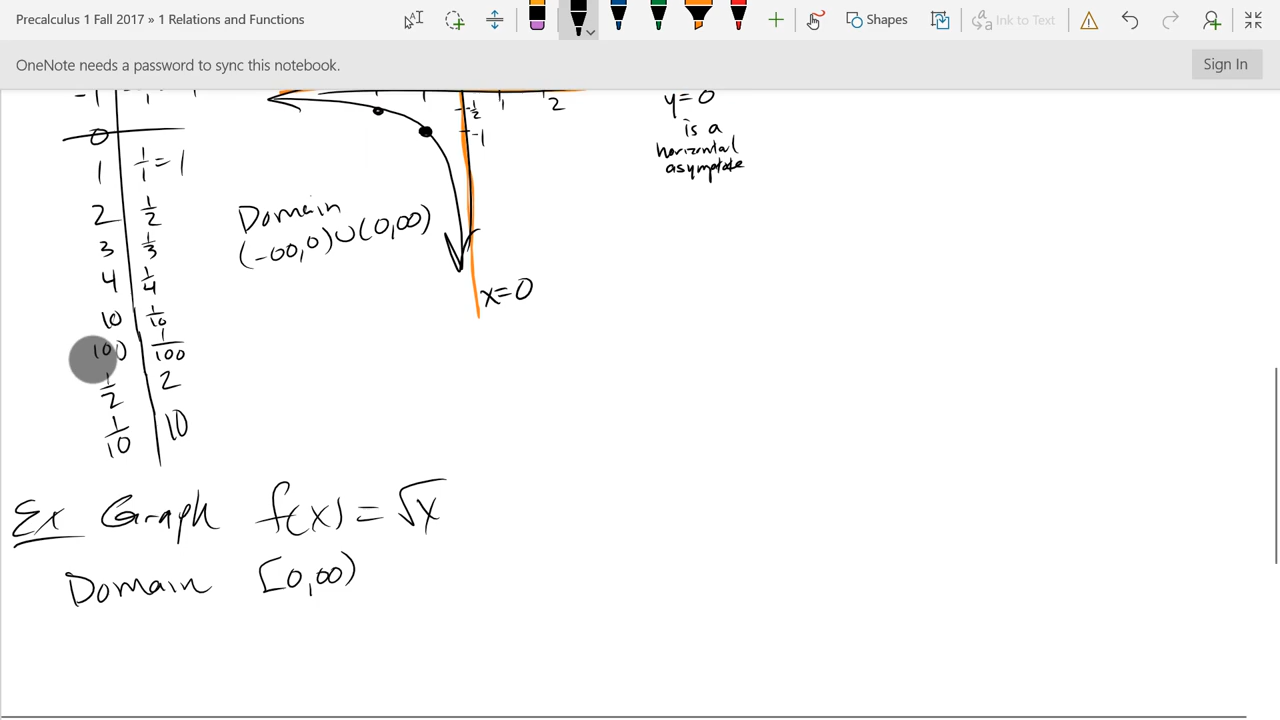 Precalculus 1 Fall 2017 » 1 Relations and Functions
Shapes
Ink to Text
OneNote needs a password to sync this notebook.
Sign In
-1
0
1 1/1 = 1
2 1/2
3 1/3
4 1/4
10 1/10
100 1/100
1/2 2
1/10 10
-1/2 1 2
-1
Domain
(-∞,0)∪(0,∞)
x=0
y=0
is a
horizontal
asymptote
Ex Graph f(x) = √x
Domain [0,∞)